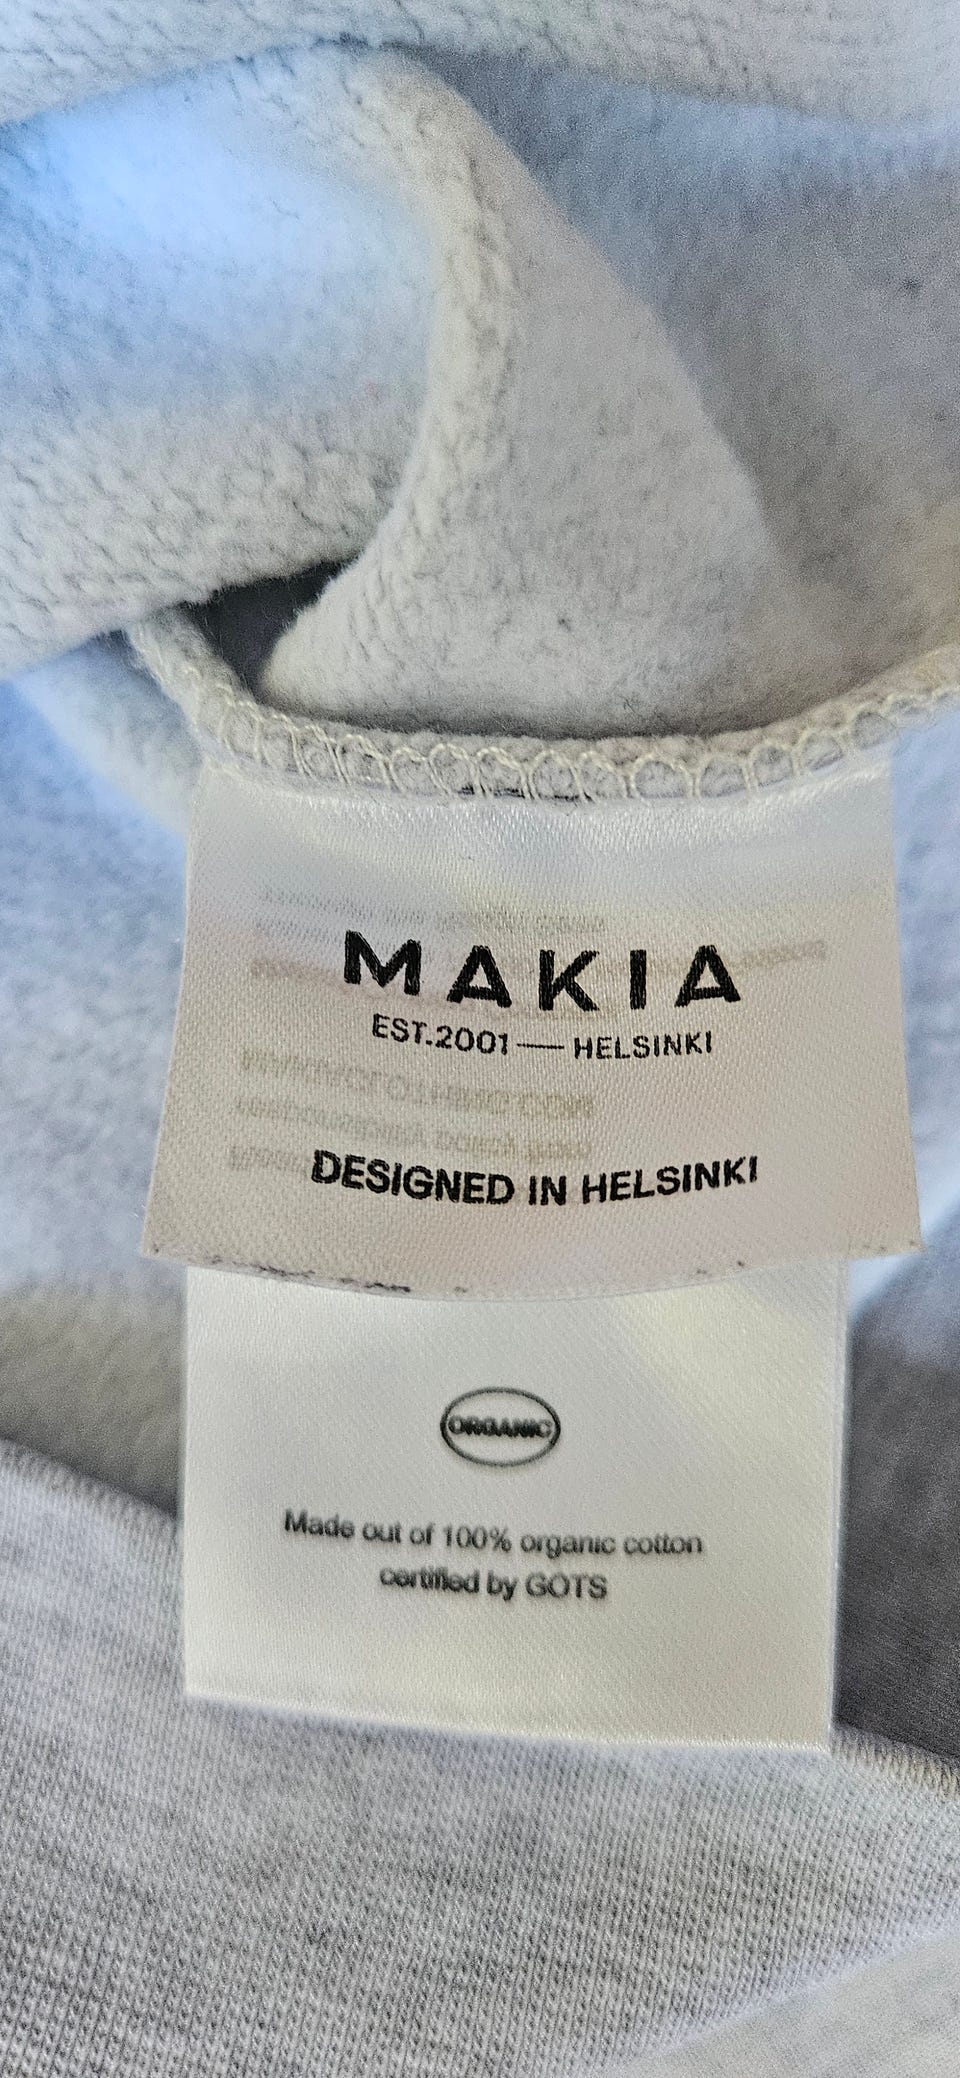 MAKIA
EST.2001 — HELSINKI
DESIGNED IN HELSINKI
ORGANIC
Made out of 100% organic cotton
certified by GOTS